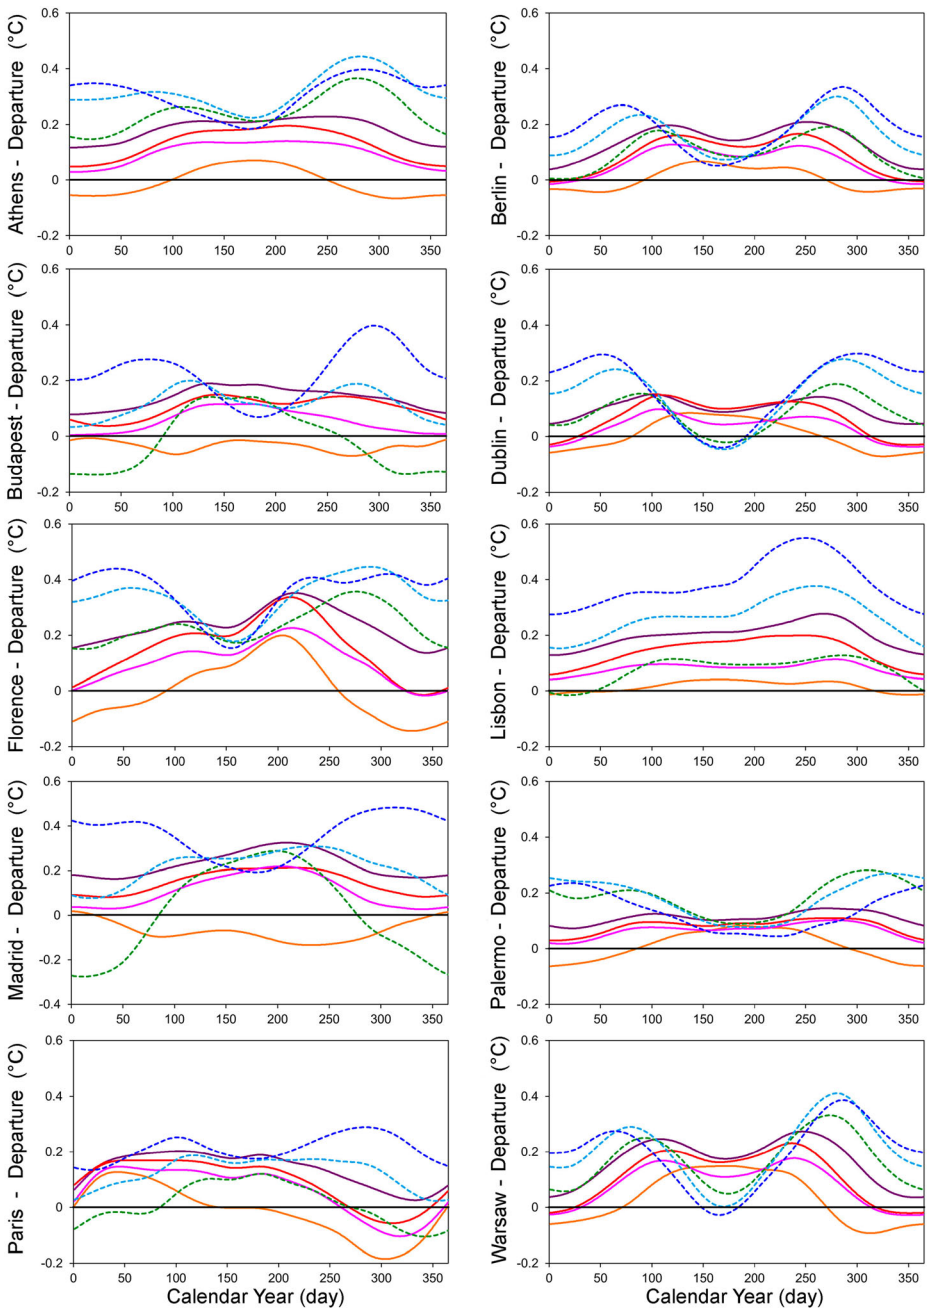 Athens - Departure (°C)
0.6
0.4
0.2
0
-0.2
0 50 100 150 200 250 300 350
Berlin - Departure (°C)
0.6
0.4
0.2
0
-0.2
0 50 100 150 200 250 300 350
Budapest - Departure (°C)
0.6
0.4
0.2
0
-0.2
0 50 100 150 200 250 300 350
Dublin - Departure (°C)
0.6
0.4
0.2
0
-0.2
0 50 100 150 200 250 300 350
Florence - Departure (°C)
0.6
0.4
0.2
0
-0.2
0 50 100 150 200 250 300 350
Lisbon - Departure (°C)
0.6
0.4
0.2
0
-0.2
0 50 100 150 200 250 300 350
Madrid - Departure (°C)
0.6
0.4
0.2
0
-0.2
-0.4
0 50 100 150 200 250 300 350
Palermo - Departure (°C)
0.6
0.4
0.2
0
-0.2
0 50 100 150 200 250 300 350
Paris - Departure (°C)
0.6
0.4
0.2
0
-0.2
0 50 100 150 200 250 300 350
Calendar Year (day)
Warsaw - Departure (°C)
0.6
0.4
0.2
0
-0.2
0 50 100 150 200 250 300 350
Calendar Year (day)